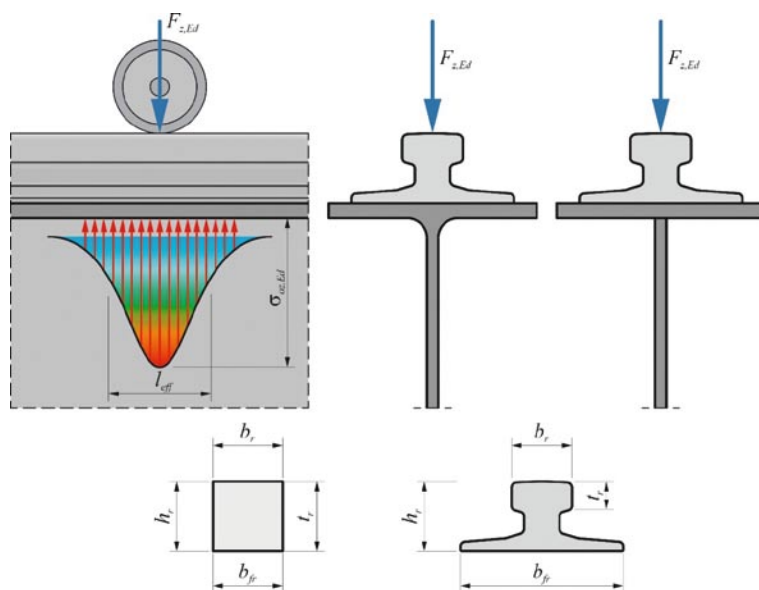 F_{z,Ed}
F_{z,Ed}
F_{z,Ed}
σ_{oz,Ed}
l_{eff}
b_r
b_r
h_r
t_r
h_r
t_r
b_{fr}
b_{fr}